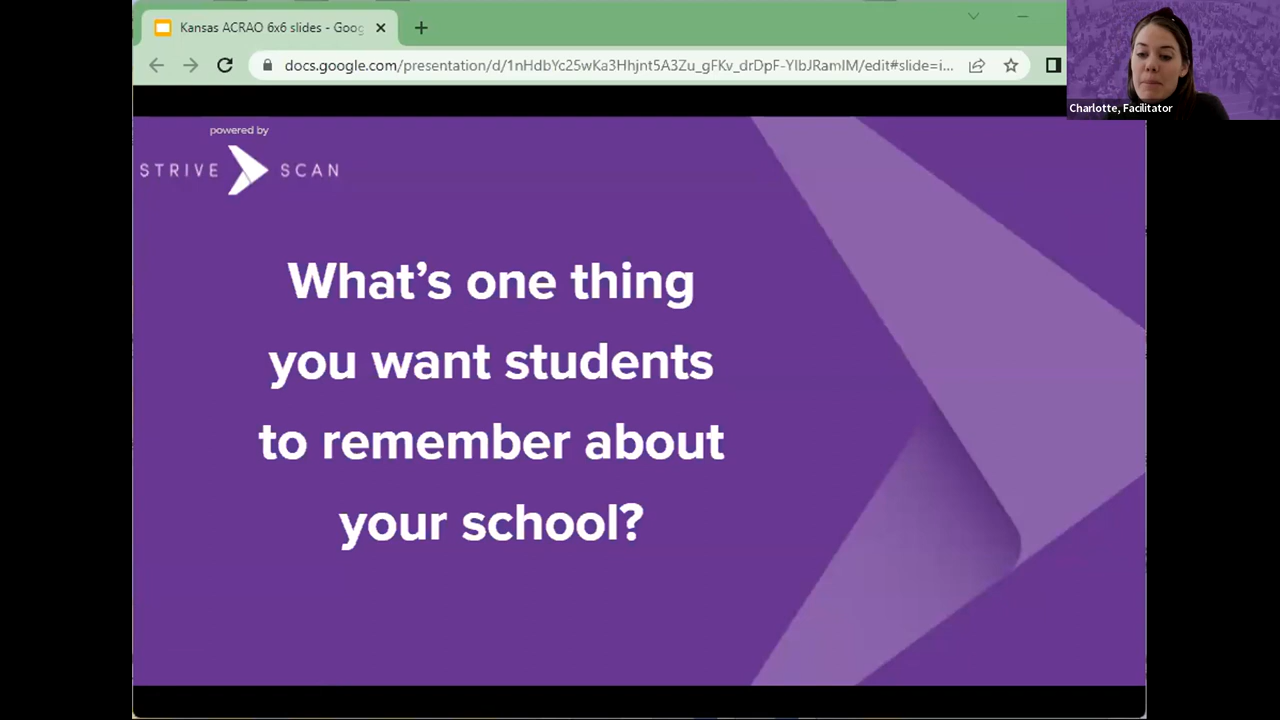 Kansas ACRAO 6x6 slides - Goog
docs.google.com/presentation/d/1nHdbYc25wKa3Hhjnt5A3Zu_gFKv_drDpF-YlbJRamIM/edit#slide=i...
Charlotte, Facilitator
powered by
STRIVE SCAN
What's one thing
you want students
to remember about
your school?